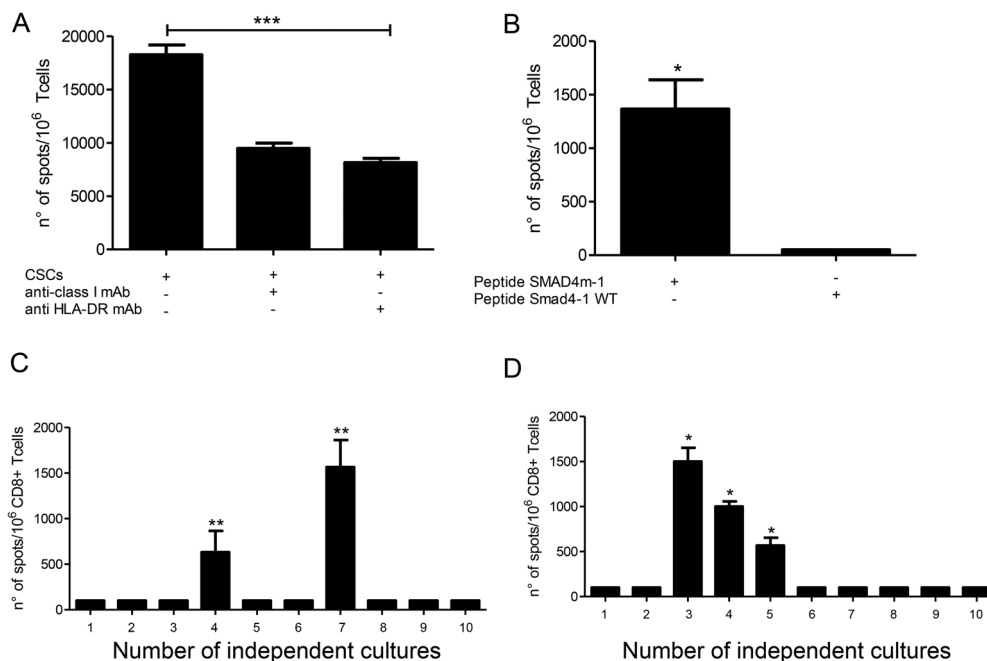 A
n° of spots/10⁶ Tcells
20000
15000
10000
5000
0
***
CSCs + + +
anti-class I mAb - + -
anti HLA-DR mAb - - +
B
n° of spots/10⁶ Tcells
2000
1500
1000
500
0
*
Peptide SMAD4m-1 + -
Peptide Smad4-1 WT - +
C
n° of spots/10⁶ CD8+ Tcells
2000
1500
1000
500
0
** **
1 2 3 4 5 6 7 8 9 10
Number of independent cultures
D
n° of spots/10⁶ CD8+ Tcells
2000
1500
1000
500
0
* * *
1 2 3 4 5 6 7 8 9 10
Number of independent cultures